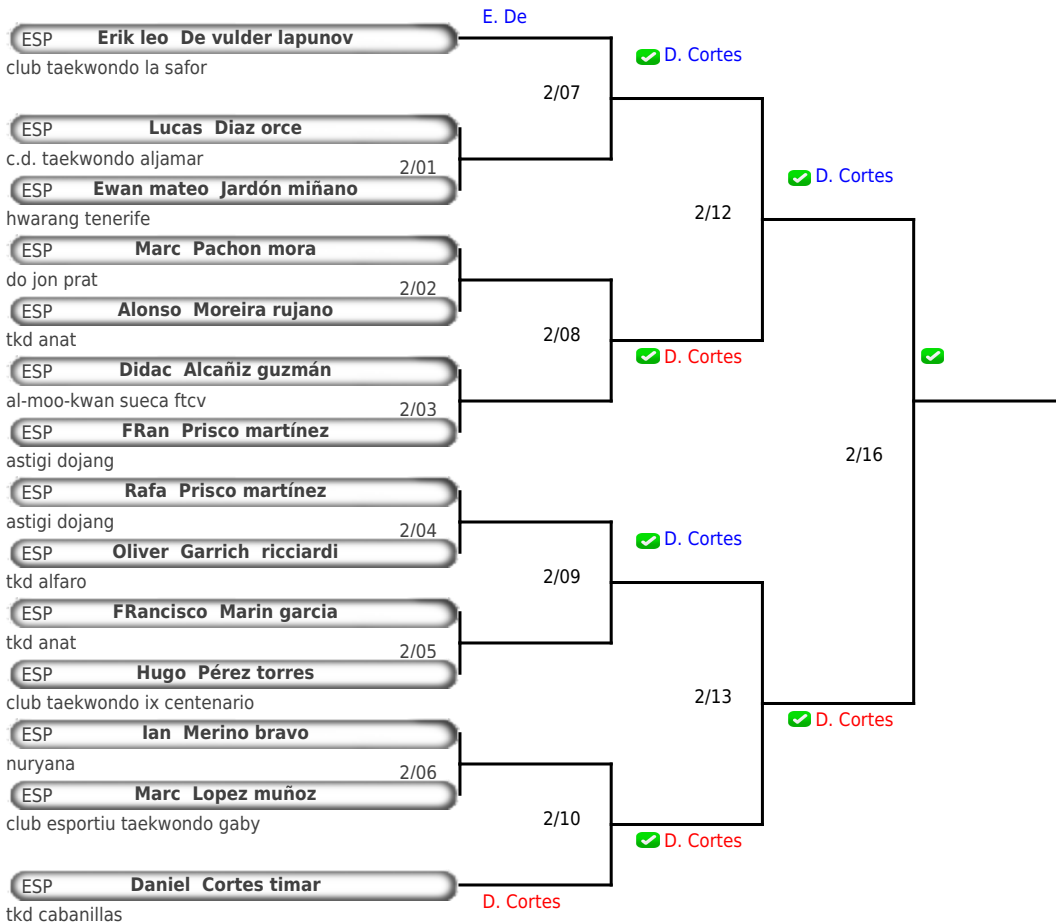 E. De
ESP Erik leo De vulder lapunov
club taekwondo la safor
D. Cortes
2/07
ESP Lucas Diaz orce
c.d. taekwondo aljamar
2/01
ESP Ewan mateo Jardón miñano
hwarang tenerife
D. Cortes
2/12
ESP Marc Pachon mora
do jon prat
2/02
ESP Alonso Moreira rujano
tkd anat
2/08
D. Cortes
ESP Didac Alcañiz guzmán
al-moo-kwan sueca ftcv
2/03
ESP FRan Prisco martínez
astigi dojang
2/16
ESP Rafa Prisco martínez
astigi dojang
2/04
ESP Oliver Garrich ricciardi
tkd alfaro
D. Cortes
2/09
ESP FRancisco Marin garcia
tkd anat
2/05
ESP Hugo Pérez torres
club taekwondo ix centenario
2/13
D. Cortes
ESP Ian Merino bravo
nuryana
2/06
ESP Marc Lopez muñoz
club esportiu taekwondo gaby
2/10
D. Cortes
ESP Daniel Cortes timar
tkd cabanillas
D. Cortes